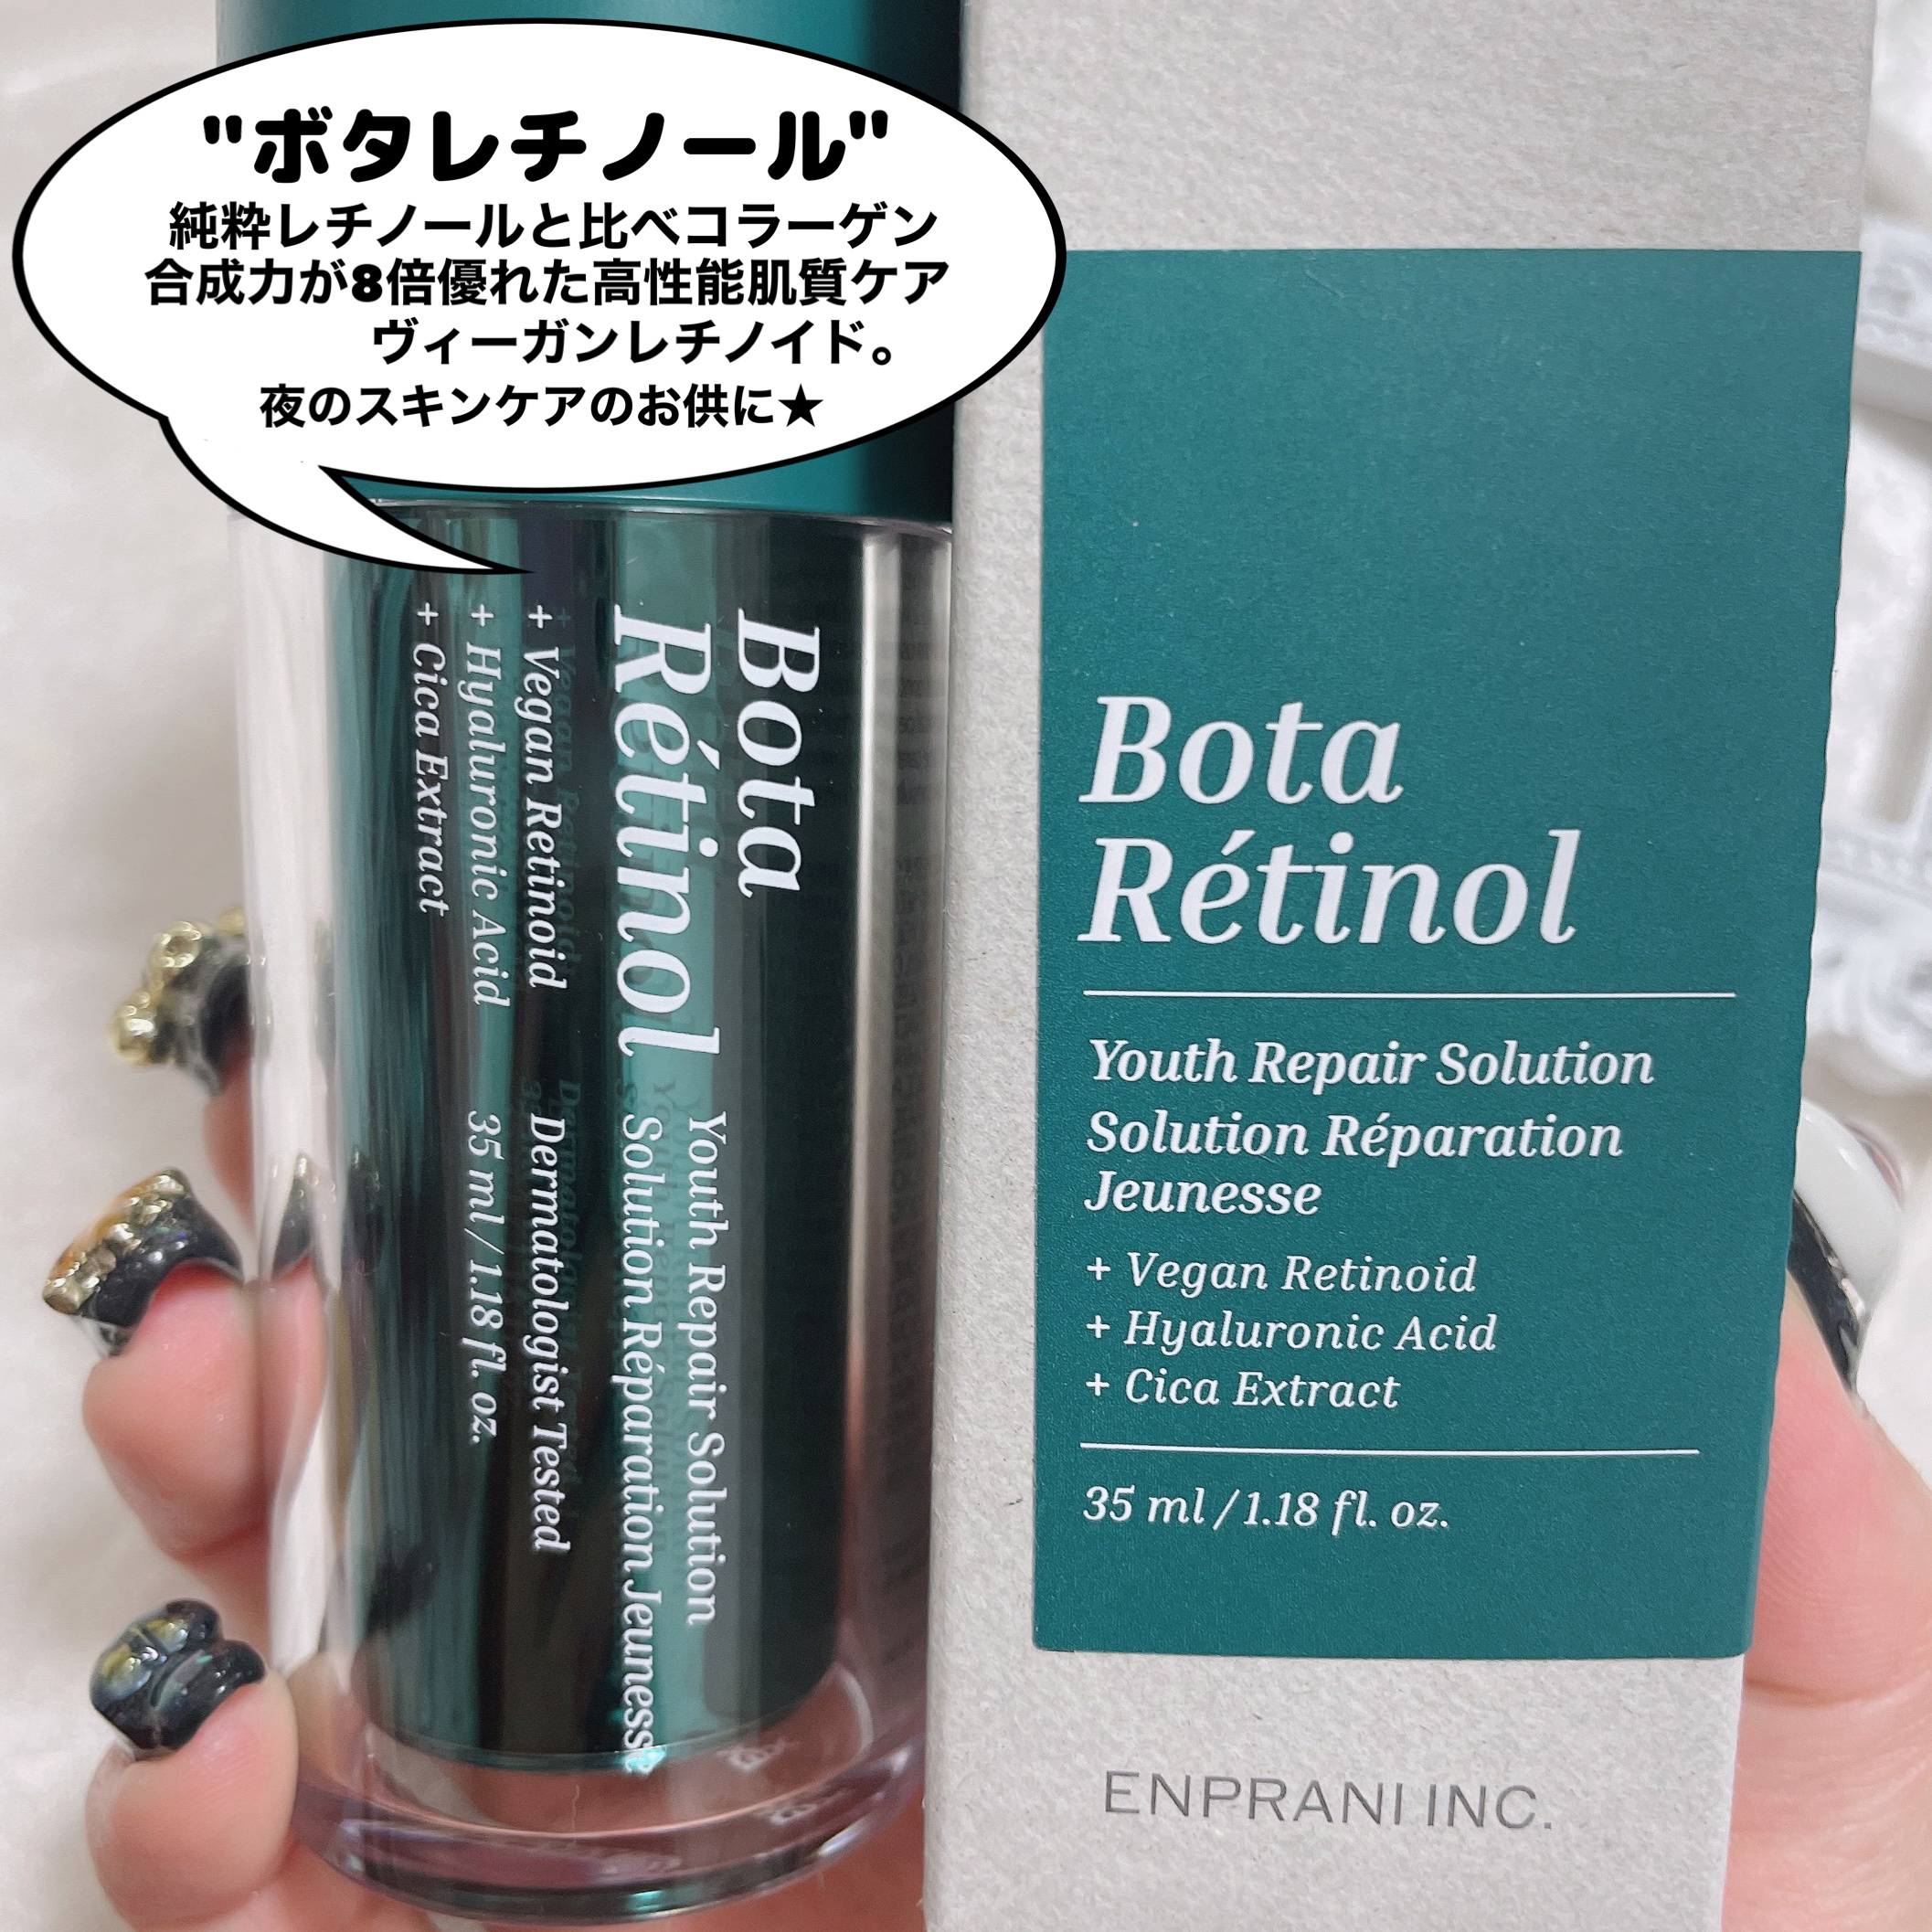 "ボタレチノール"
純粋レチノールと比べコラーゲン
合成力が8倍優れた高性能肌質ケア
ヴィーガンレチノイド。
夜のスキンケアのお供に★
Bota
Rétinol
Youth Repair Solution
Solution Réparation Jeunesse
+ Vegan Retinoid
+ Hyaluronic Acid
+ Cica Extract
Dermatologist Tested
35 ml / 1.18 fl. oz.
Bota
Rétinol
Youth Repair Solution
Solution Réparation
Jeunesse
+ Vegan Retinoid
+ Hyaluronic Acid
+ Cica Extract
35 ml / 1.18 fl. oz.
ENPRANI INC.